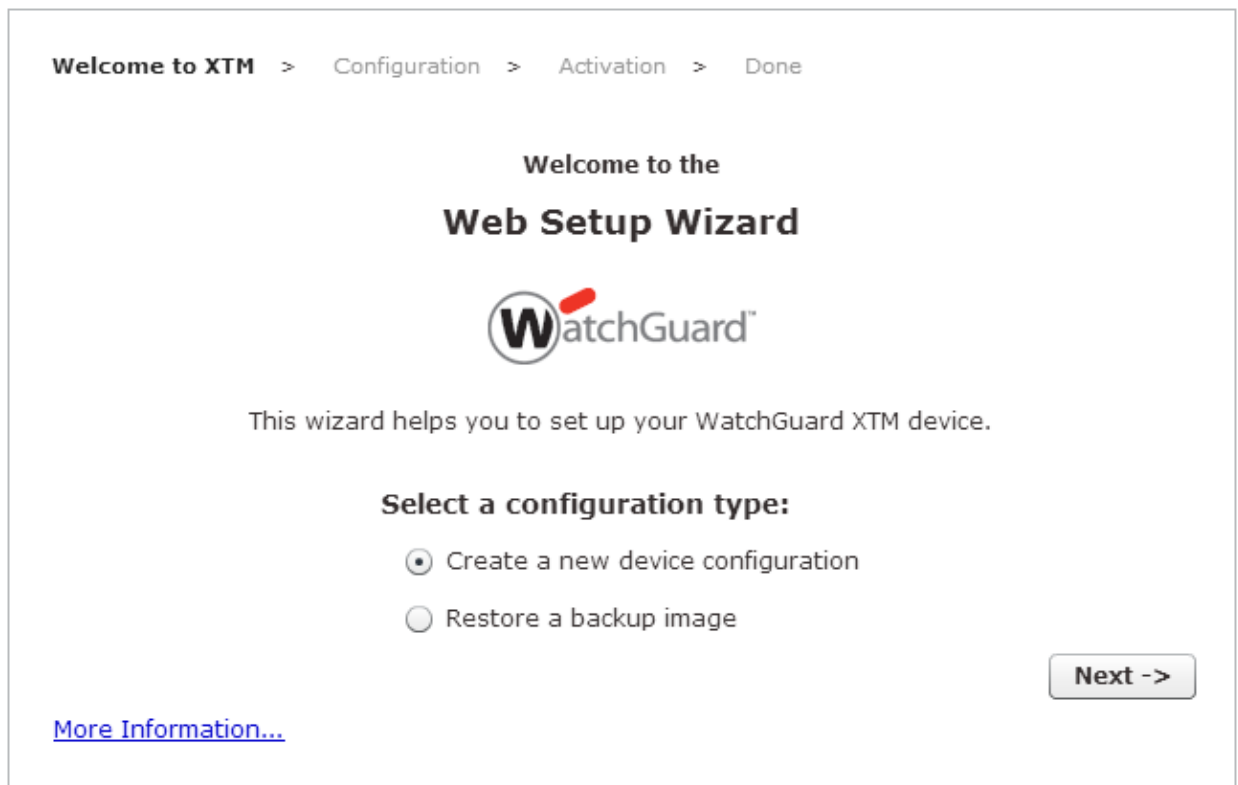 Welcome to XTM > Configuration > Activation > Done
Welcome to the
Web Setup Wizard
WatchGuard™
This wizard helps you to set up your WatchGuard XTM device.
Select a configuration type:
Create a new device configuration
Restore a backup image
Next ->
More Information...